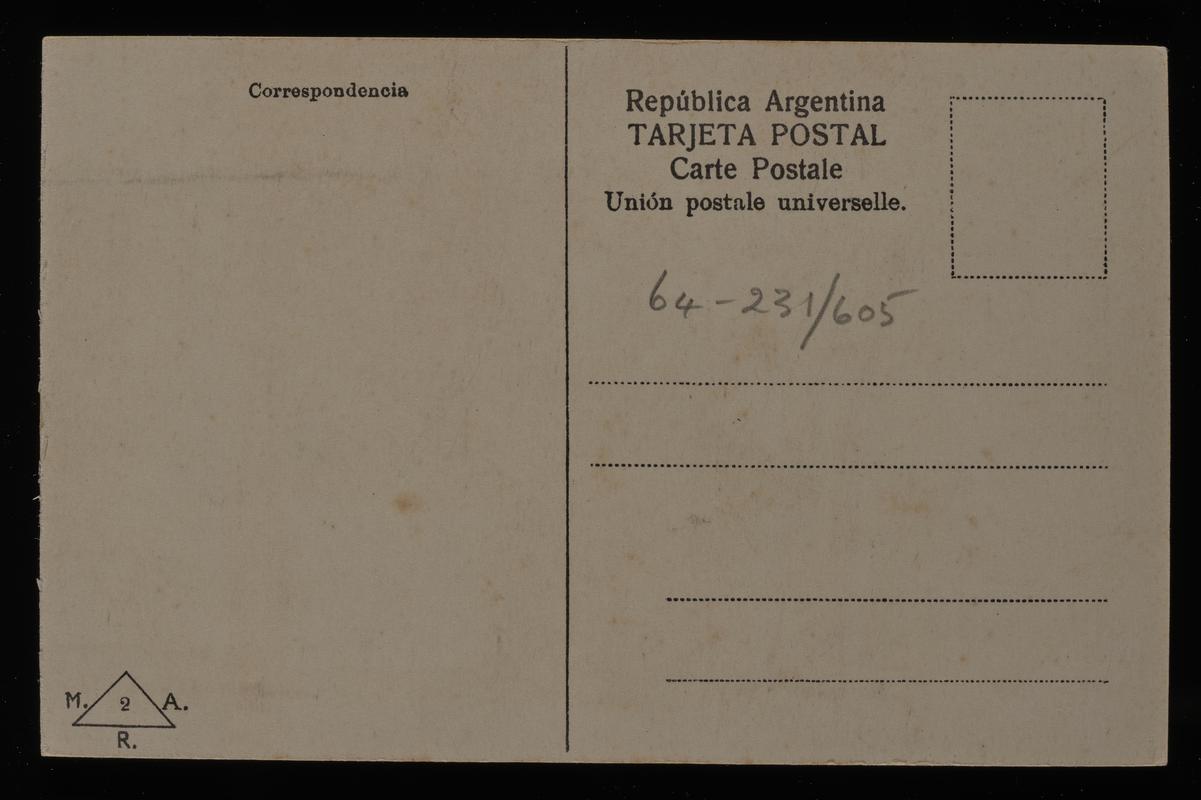 Correspondencia
República Argentina
TARJETA POSTAL
Carte Postale
Unión postale universelle.
64-231/605
M. 2 A.
R.